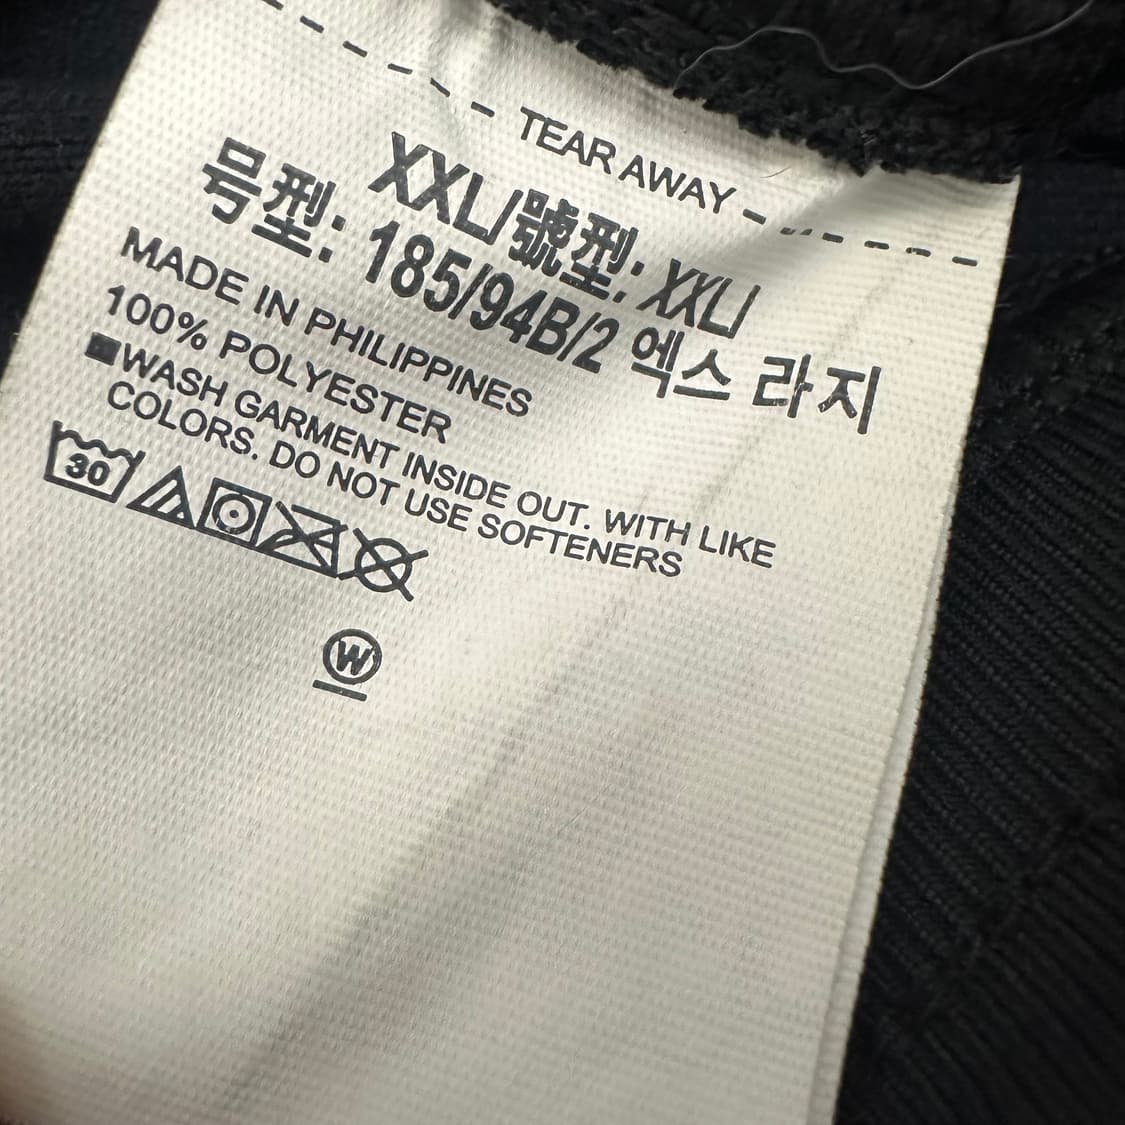 TEAR AWAY
XXL/號型: XXL/
号型: 185/94B/2 엑스 라지
MADE IN PHILIPPINES
100% POLYESTER
■WASH GARMENT INSIDE OUT. WITH LIKE
COLORS. DO NOT USE SOFTENERS
30
W